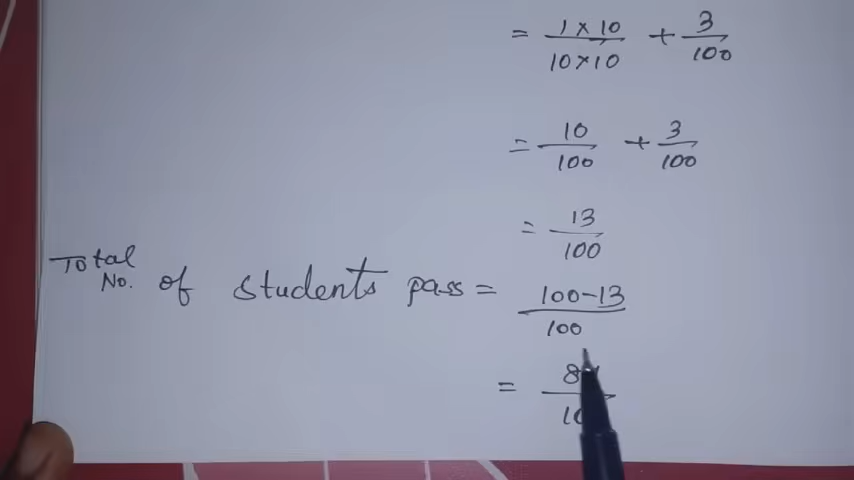 = 1×10/10×10 + 3/100
= 10/100 + 3/100
= 13/100
Total No. of students pass = 100-13/100
=